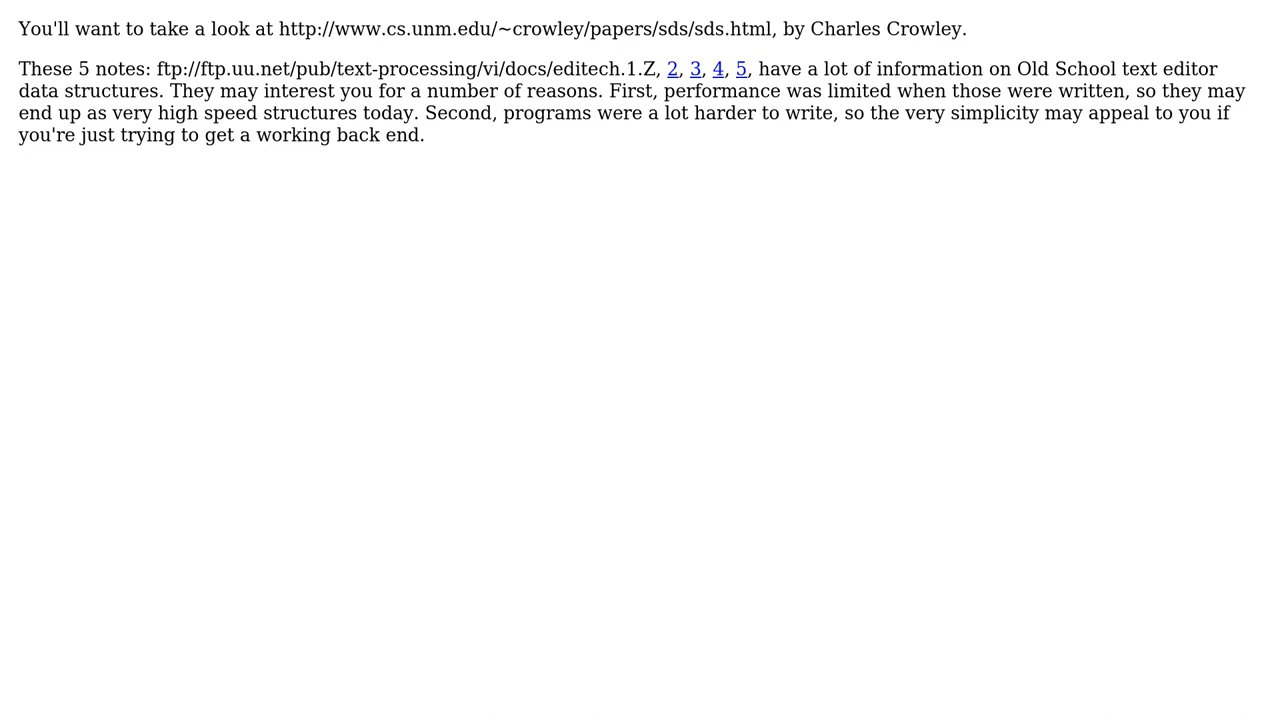 You'll want to take a look at http://www.cs.unm.edu/~crowley/papers/sds/sds.html, by Charles Crowley.
These 5 notes: ftp://ftp.uu.net/pub/text-processing/vi/docs/editech.1.Z, 2, 3, 4, 5, have a lot of information on Old School text editor
data structures. They may interest you for a number of reasons. First, performance was limited when those were written, so they may
end up as very high speed structures today. Second, programs were a lot harder to write, so the very simplicity may appeal to you if
you're just trying to get a working back end.